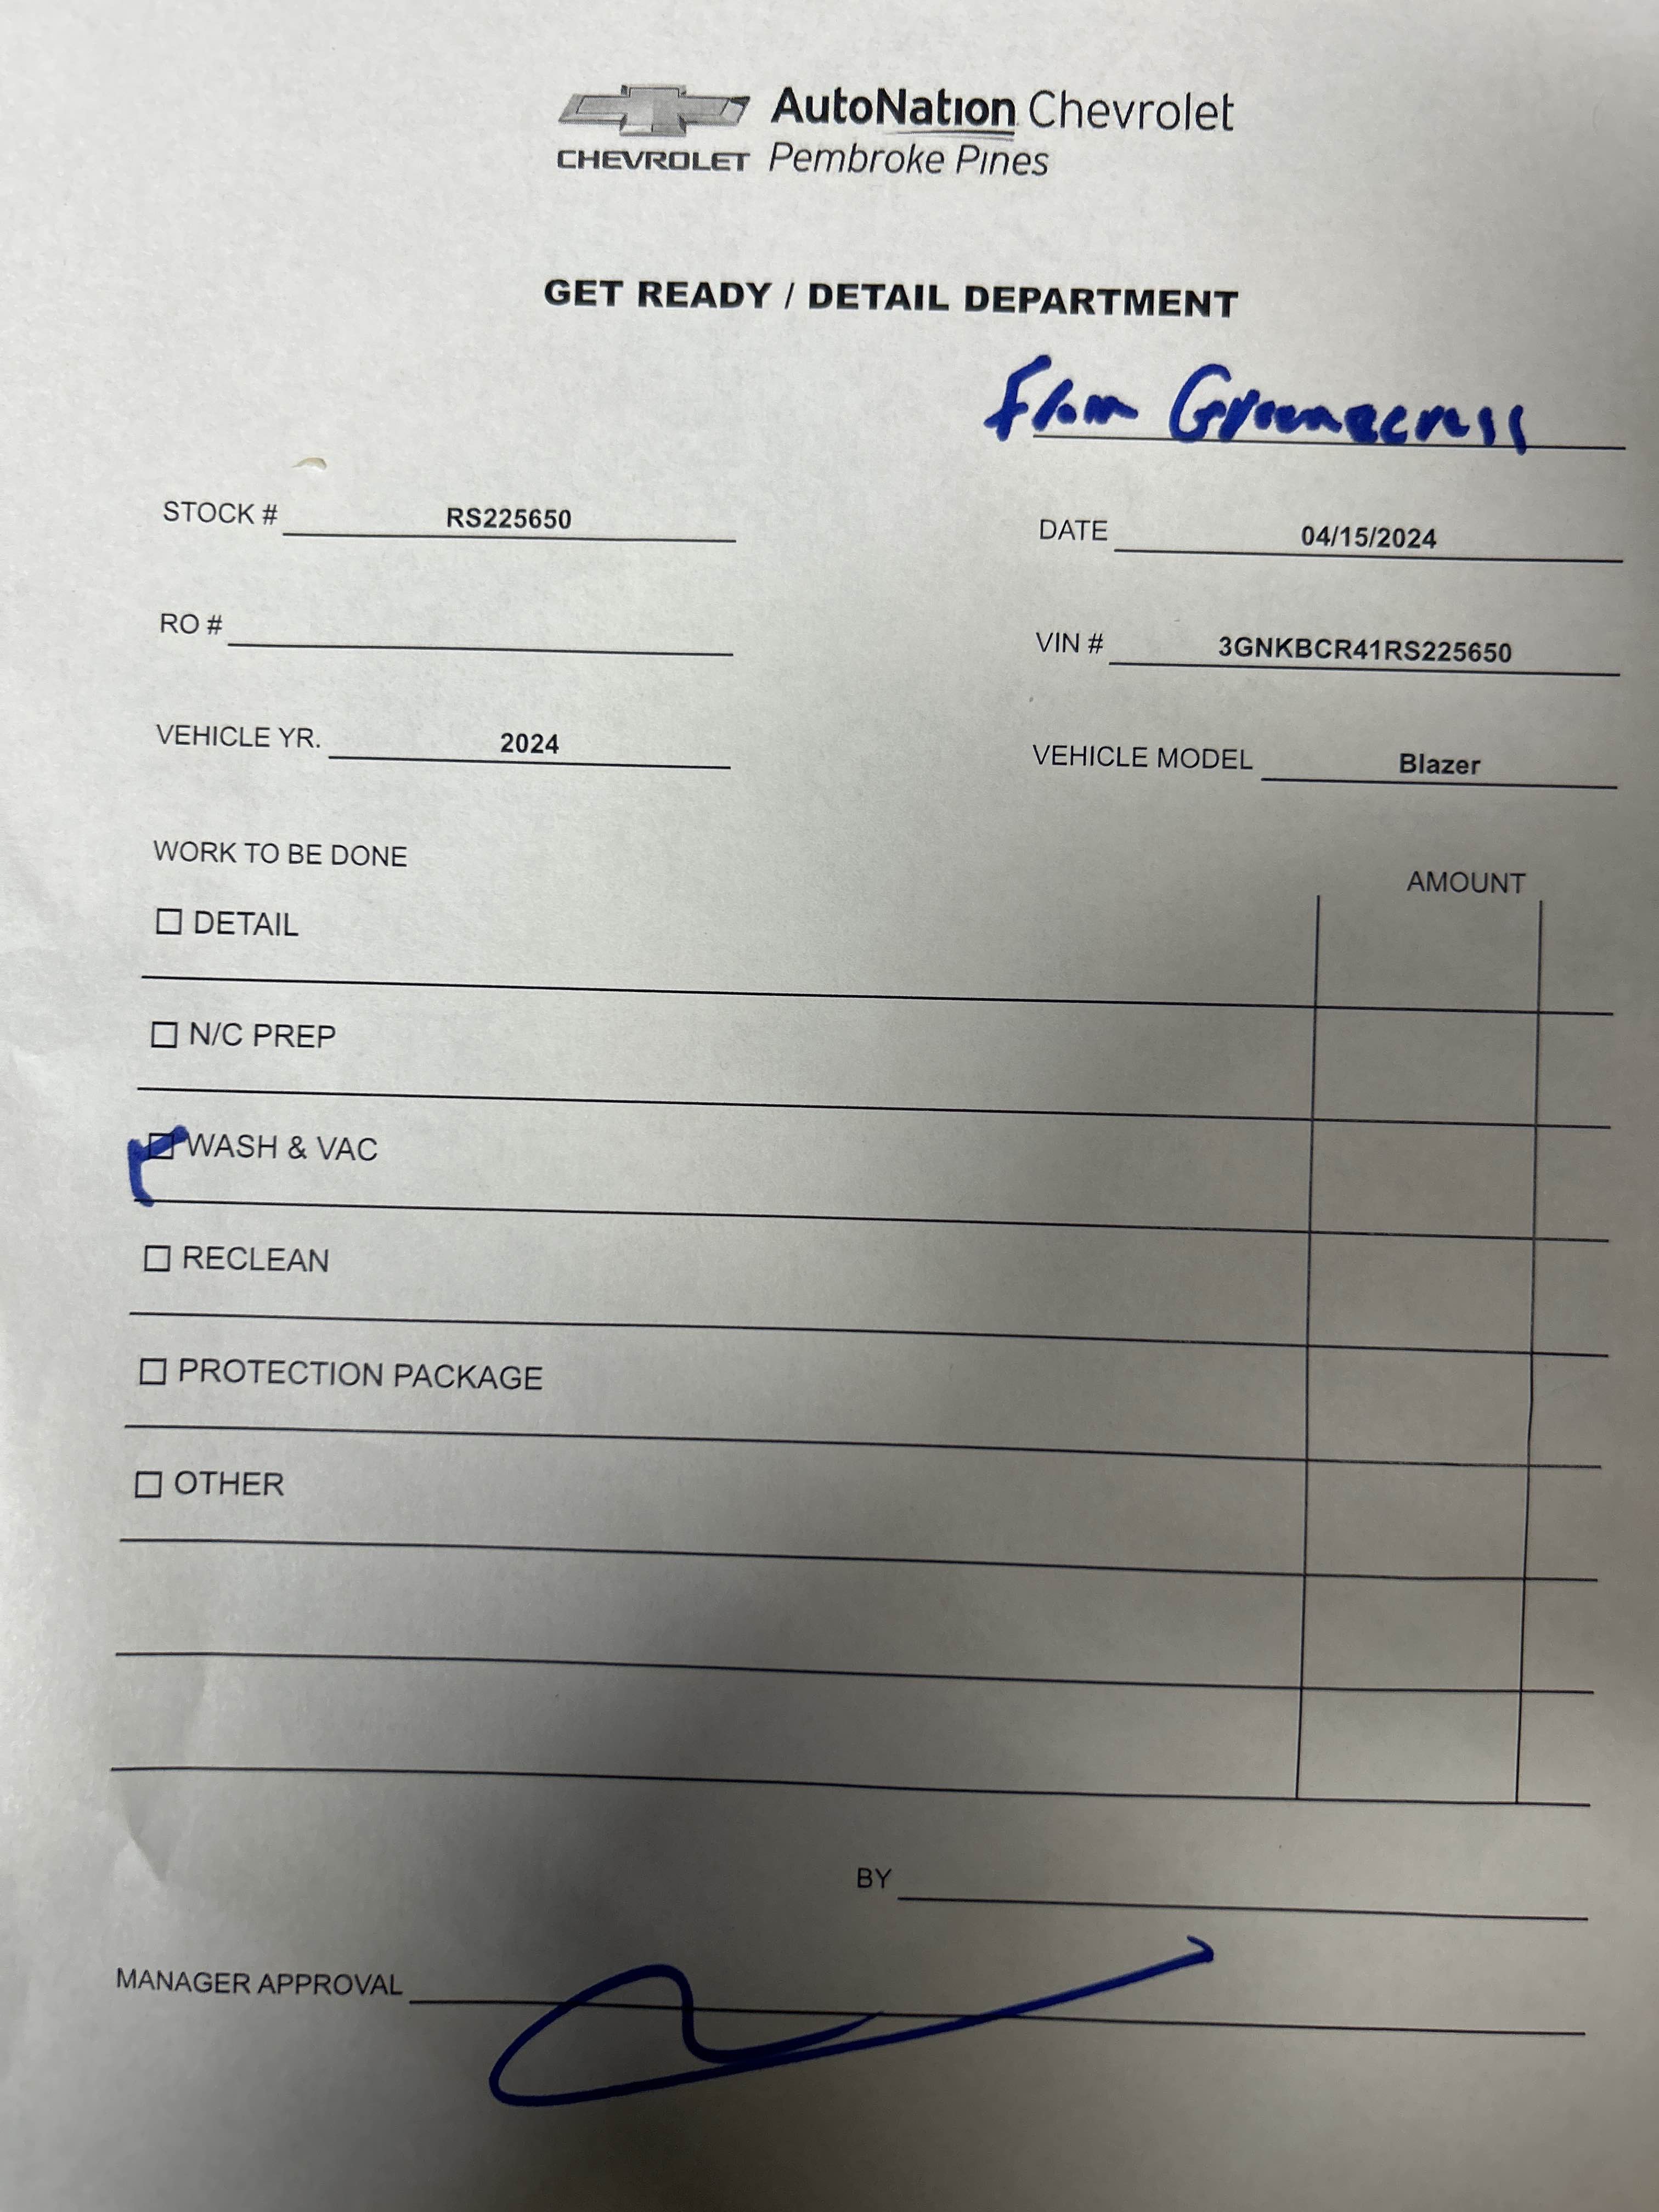 AutoNation Chevrolet
CHEVROLET Pembroke Pines
GET READY / DETAIL DEPARTMENT
From Greenacress
STOCK # RS225650
DATE 04/15/2024
RO #
VIN # 3GNKBCR41RS225650
VEHICLE YR. 2024
VEHICLE MODEL Blazer
WORK TO BE DONE
AMOUNT
DETAIL
N/C PREP
WASH & VAC
RECLEAN
PROTECTION PACKAGE
OTHER
BY
MANAGER APPROVAL